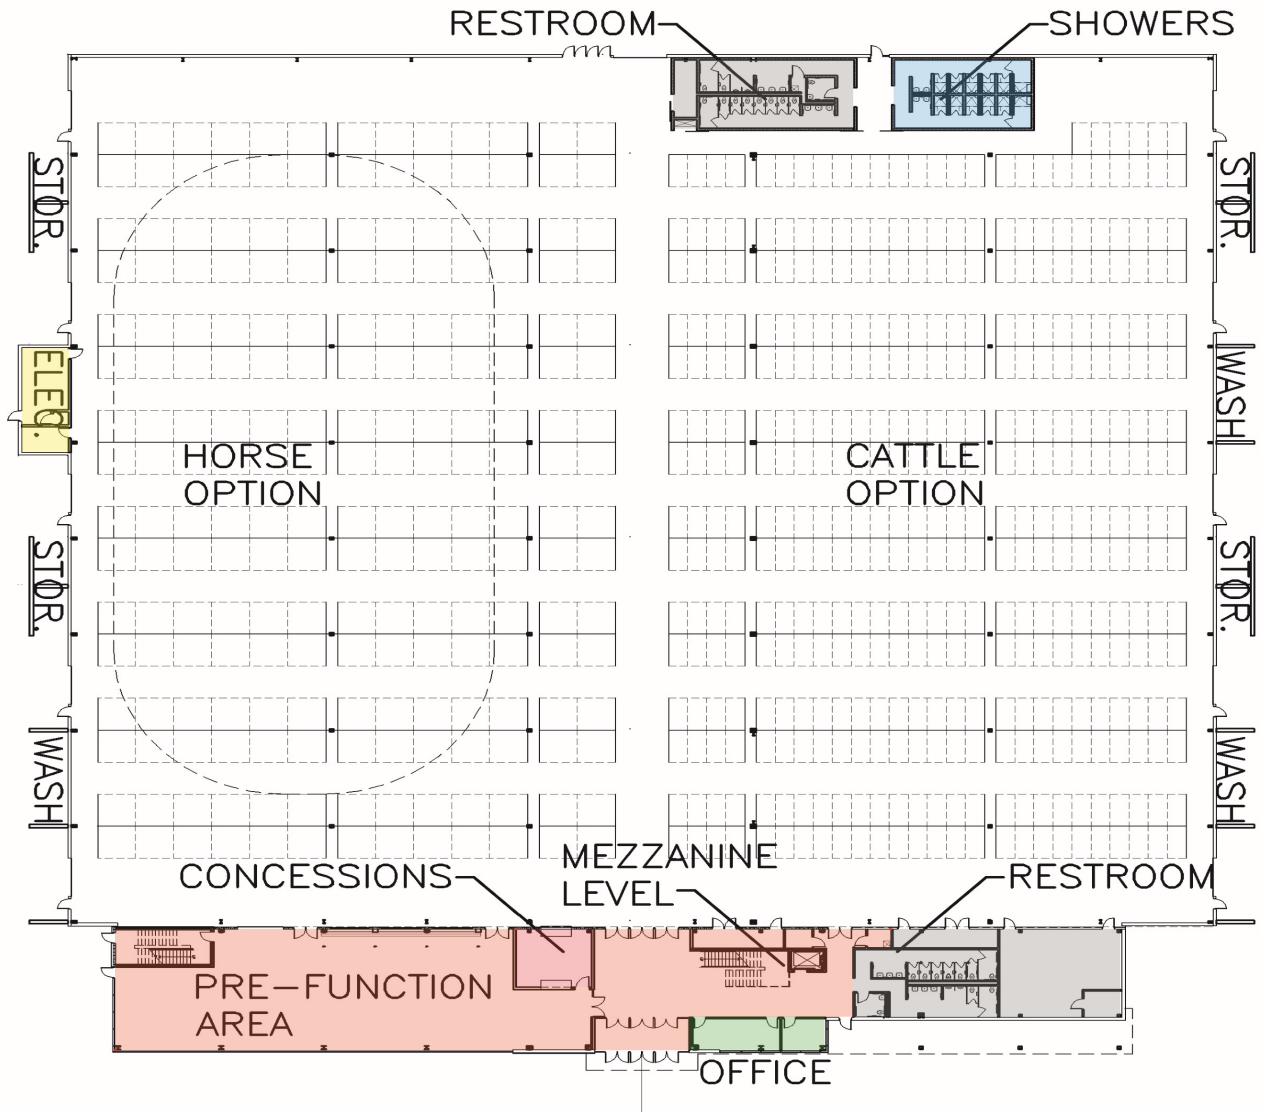 RESTROOM
SHOWERS
STOR.
STOR.
ELEC.
WASH
HORSE
OPTION
CATTLE
OPTION
STOR.
STOR.
WASH
WASH
MEZZANINE
LEVEL
CONCESSIONS
RESTROOM
PRE-FUNCTION
AREA
OFFICE